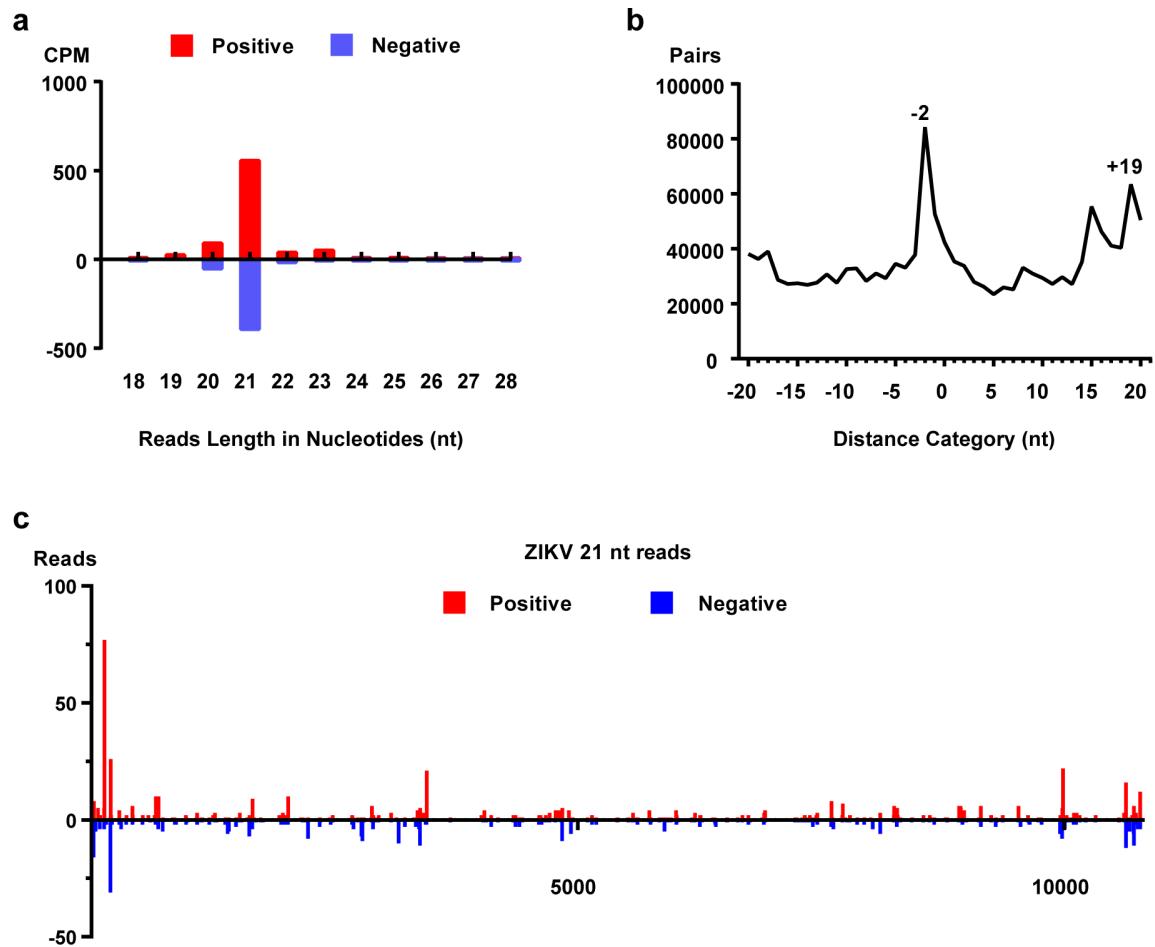 a
Positive Negative
CPM
1000
500
0
-500
18 19 20 21 22 23 24 25 26 27 28
Reads Length in Nucleotides (nt)
b
Pairs
100000
80000
60000
40000
20000
0
-2
+19
-20 -15 -10 -5 0 5 10 15 20
Distance Category (nt)
c
Reads
ZIKV 21 nt reads
Positive Negative
100
50
0
-50
5000 10000